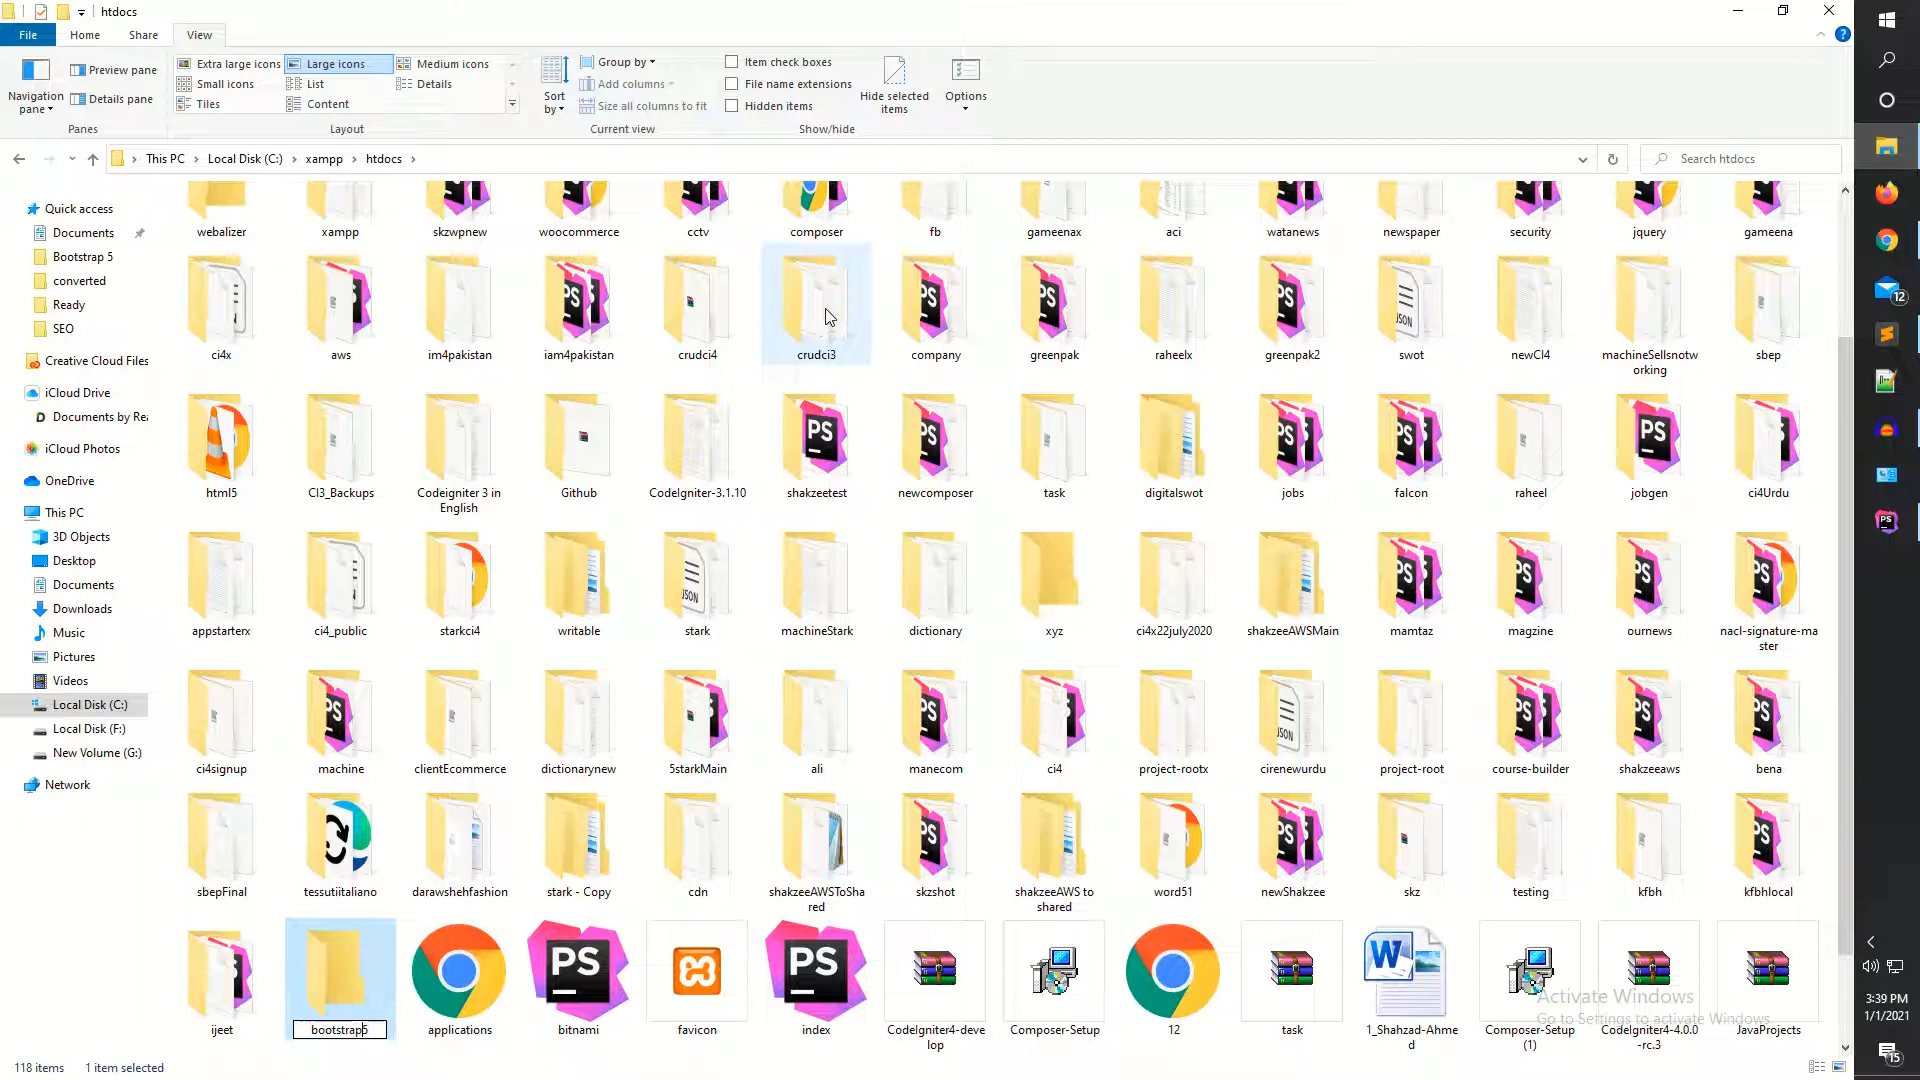 htdocs
File
Home
Share
View
Navigation pane
Preview pane
Details pane
Panes
Extra large icons
Large icons
Medium icons
Small icons
List
Details
Tiles
Content
Layout
Sort by
Group by
Add columns
Size all columns to fit
Current view
Item check boxes
File name extensions
Hidden items
Hide selected items
Show/hide
Options
This PC
Local Disk (C:)
xampp
htdocs
Search htdocs
Quick access
Documents
Bootstrap 5
converted
Ready
SEO
Creative Cloud Files
iCloud Drive
Documents by Rea
iCloud Photos
OneDrive
This PC
3D Objects
Desktop
Documents
Downloads
Music
Pictures
Videos
Local Disk (C:)
Local Disk (F:)
New Volume (G:)
Network
webalizer
xampp
skzwpnew
woocommerce
cctv
composer
fb
gameenax
aci
watanews
newspaper
security
jquery
gameena
ci4x
aws
im4pakistan
iam4pakistan
crudci4
crudci3
company
greenpak
raheelx
greenpak2
swot
newCI4
machineSellsnotw
orking
sbep
html5
CI3_Backups
Codeigniter 3 in
English
Github
CodeIgniter-3.1.10
shakzeetest
newcomposer
task
digitalswot
jobs
falcon
raheel
jobgen
ci4Urdu
appstarterx
ci4_public
starkci4
writable
stark
machineStark
dictionary
xyz
ci4x22july2020
shakzeeAWSMain
mamtaz
magzine
ournews
nacl-signature-ma
ster
ci4signup
machine
clientEcommerce
dictionarynew
5starkMain
ali
manecom
ci4
project-rootx
cirenewurdu
project-root
course-builder
shakzeeaws
bena
sbepFinal
tessutiitaliano
darawshehfashion
stark - Copy
cdn
shakzeeAWSToSha
red
skzshot
shakzeeAWS to
shared
word51
newShakzee
skz
testing
kfbh
kfbhlocal
ijeet
bootstrap5
applications
bitnami
favicon
index
CodeIgniter4-deve
lop
Composer-Setup
12
task
1_Shahzad-Ahme
d
Composer-Setup
(1)
CodeIgniter4-4.0.0
-rc.3
JavaProjects
Activate Windows
Go to Settings to activate Windows.
118 items
1 item selected
12
3:39 PM
1/1/2021
15